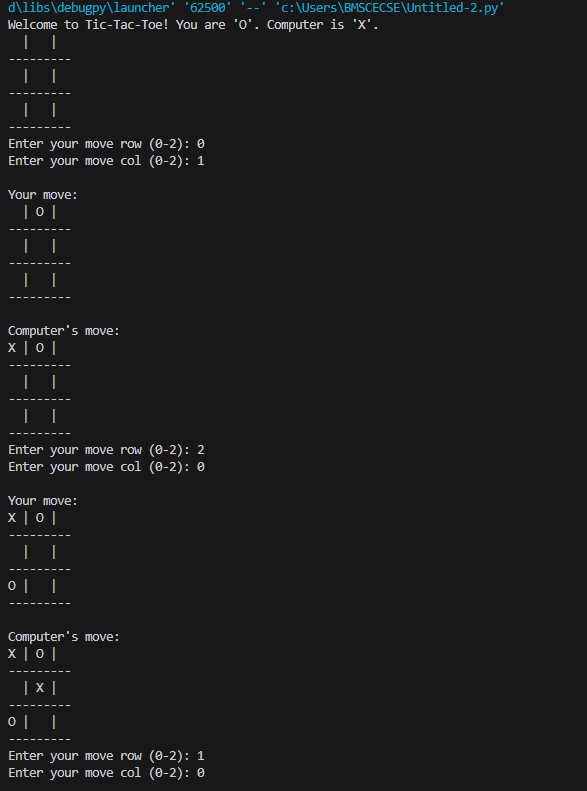 d\libs\debugpy\launcher' '62500' '--' 'c:\Users\BMSCECSE\Untitled-2.py'
Welcome to Tic-Tac-Toe! You are 'O'. Computer is 'X'.
  |   |  
---------
  |   |  
---------
  |   |  
---------
Enter your move row (0-2): 0
Enter your move col (0-2): 1

Your move:
  | O |  
---------
  |   |  
---------
  |   |  
---------

Computer's move:
X | O |  
---------
  |   |  
---------
  |   |  
---------
Enter your move row (0-2): 2
Enter your move col (0-2): 0

Your move:
X | O |  
---------
  |   |  
---------
O |   |  
---------

Computer's move:
X | O |  
---------
  | X |  
---------
O |   |  
---------
Enter your move row (0-2): 1
Enter your move col (0-2): 0